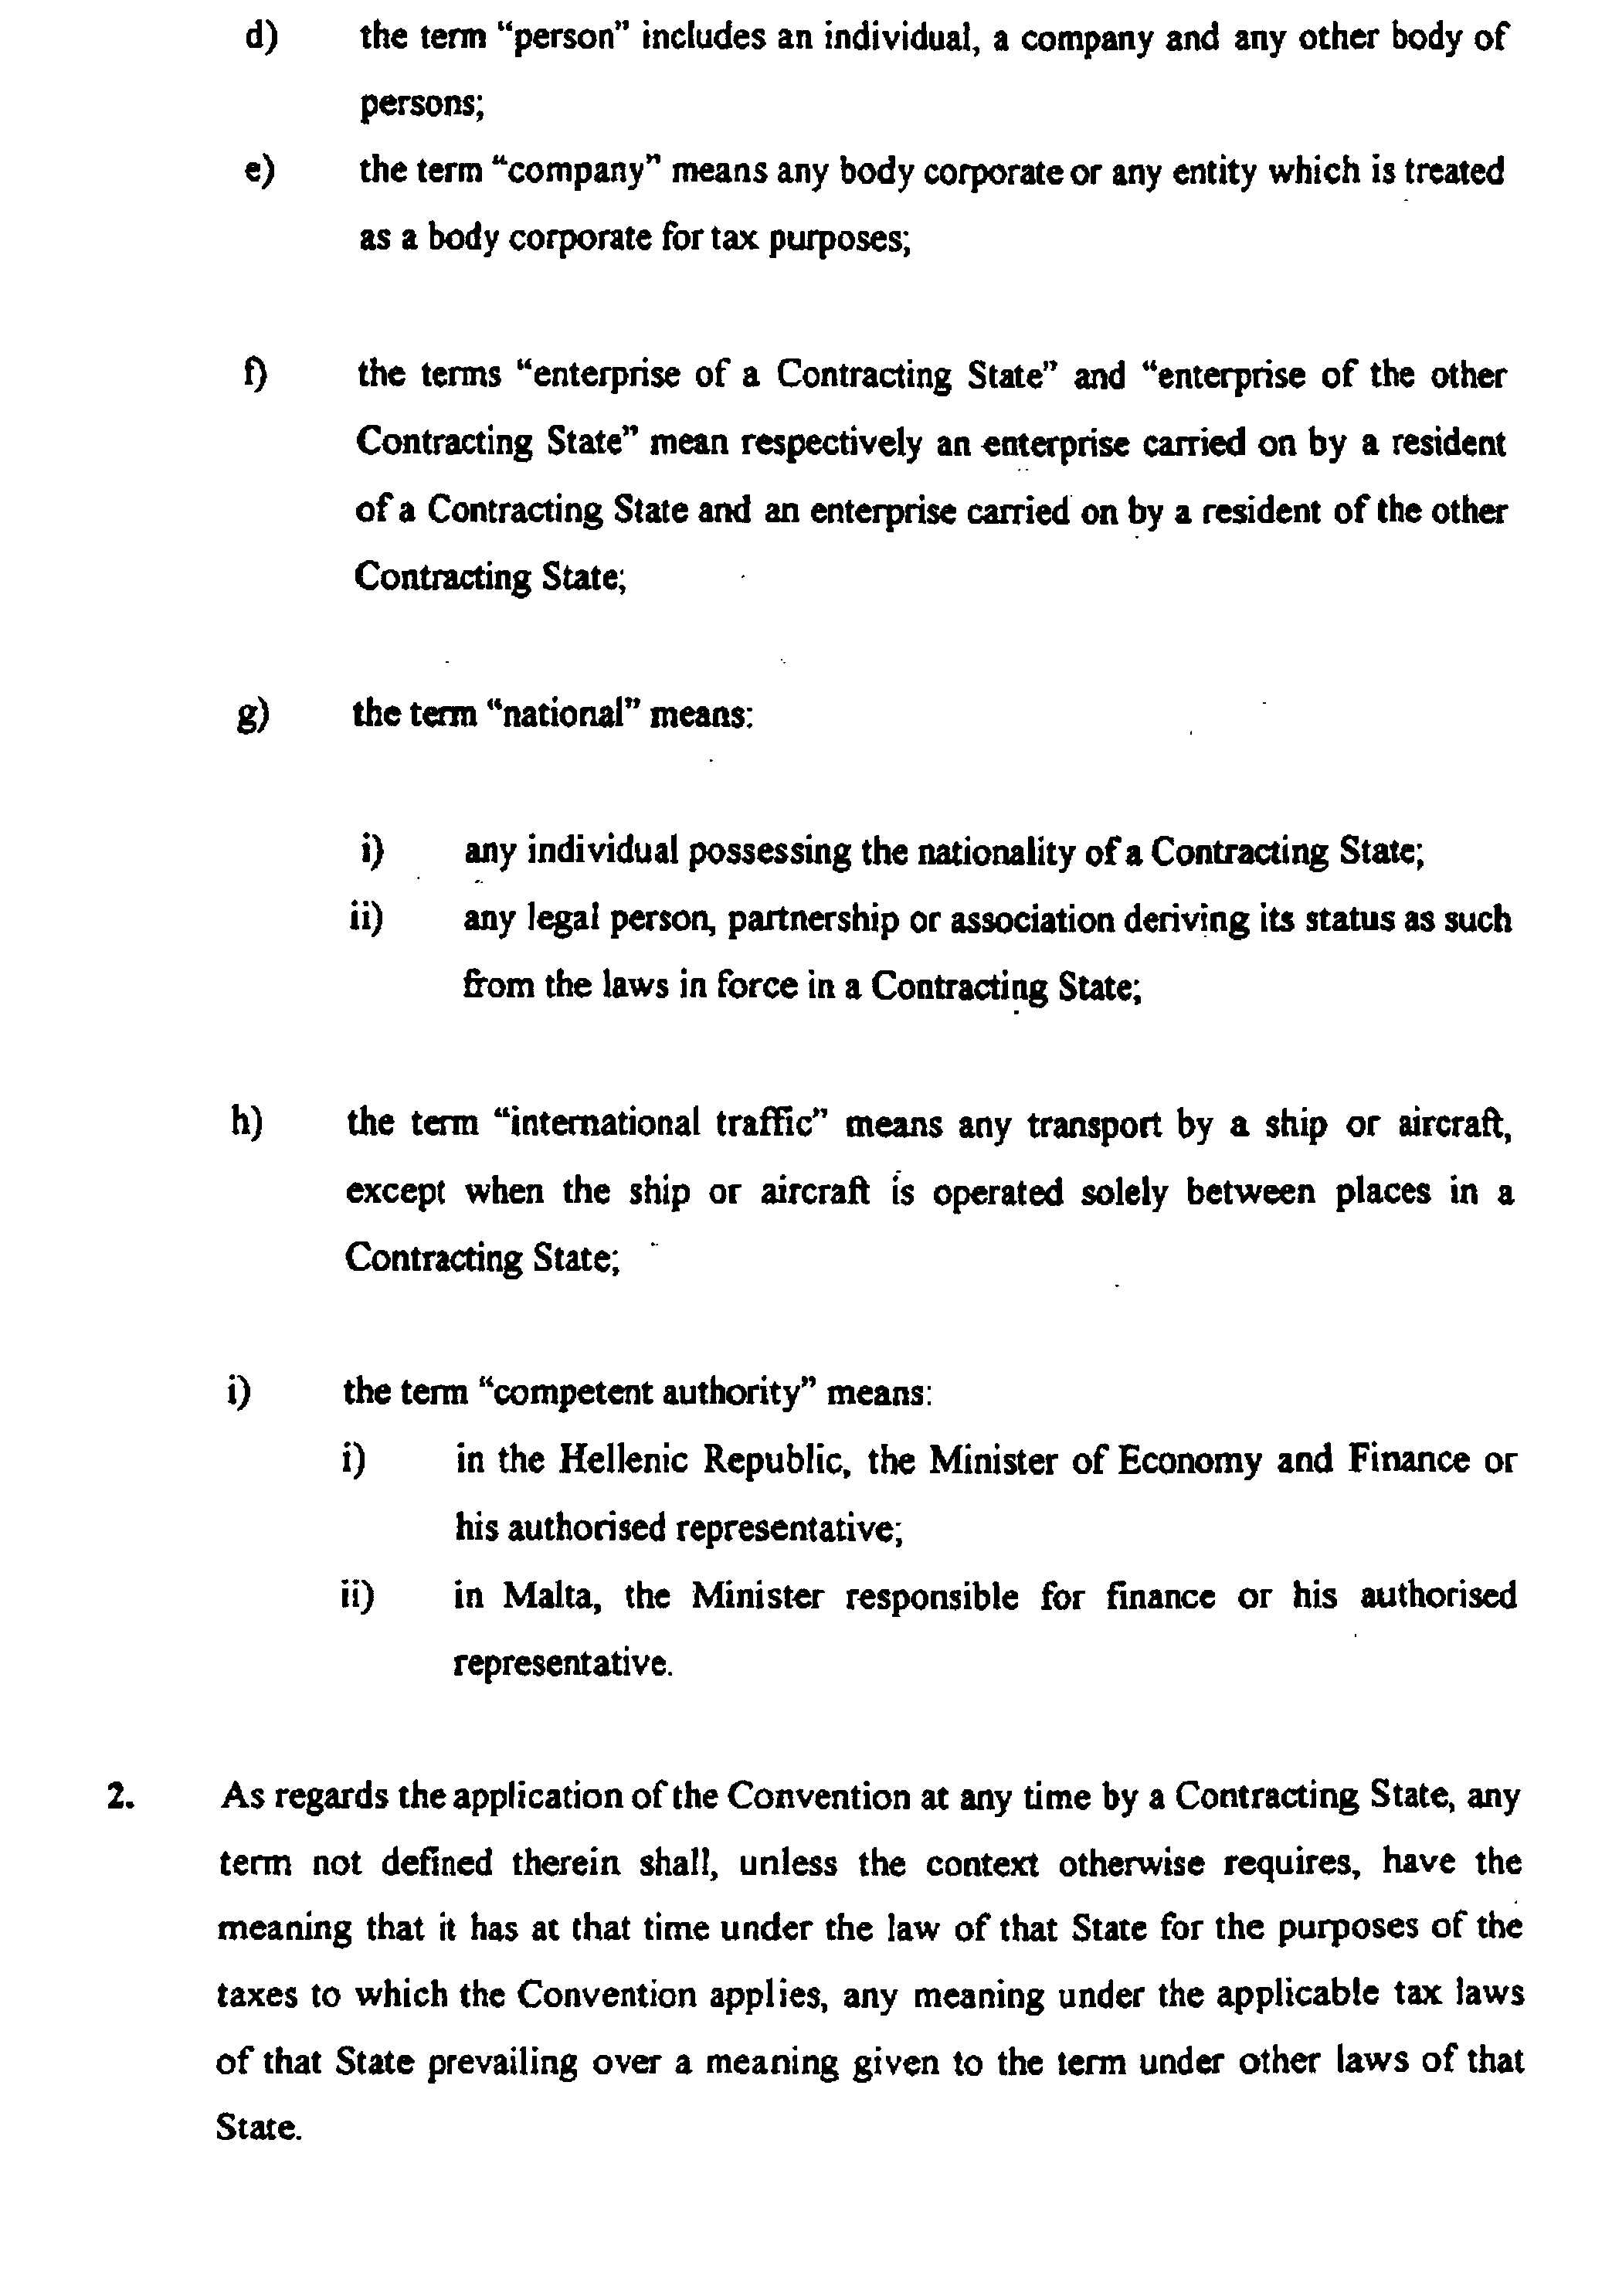 d) the term “person” includes an individual, a company and any other body of
persons;
e) the term “company” means any body corporate or any entity which is treated
as a body corporate for tax purposes;
f) the terms “enterprise of a Contracting State” and “enterprise of the other
Contracting State” mean respectively an enterprise carried on by a resident
of a Contracting State and an enterprise carried on by a resident of the other
Contracting State;
g) the term “national” means:
i) any individual possessing the nationality of a Contracting State;
ii) any legal person, partnership or association deriving its status as such
from the laws in force in a Contracting State;
h) the term “international traffic” means any transport by a ship or aircraft,
except when the ship or aircraft is operated solely between places in a
Contracting State;
i) the term “competent authority” means:
i) in the Hellenic Republic, the Minister of Economy and Finance or
his authorised representative;
ii) in Malta, the Minister responsible for finance or his authorised
representative.
2. As regards the application of the Convention at any time by a Contracting State, any
term not defined therein shall, unless the context otherwise requires, have the
meaning that it has at that time under the law of that State for the purposes of the
taxes to which the Convention applies, any meaning under the applicable tax laws
of that State prevailing over a meaning given to the term under other laws of that
State.